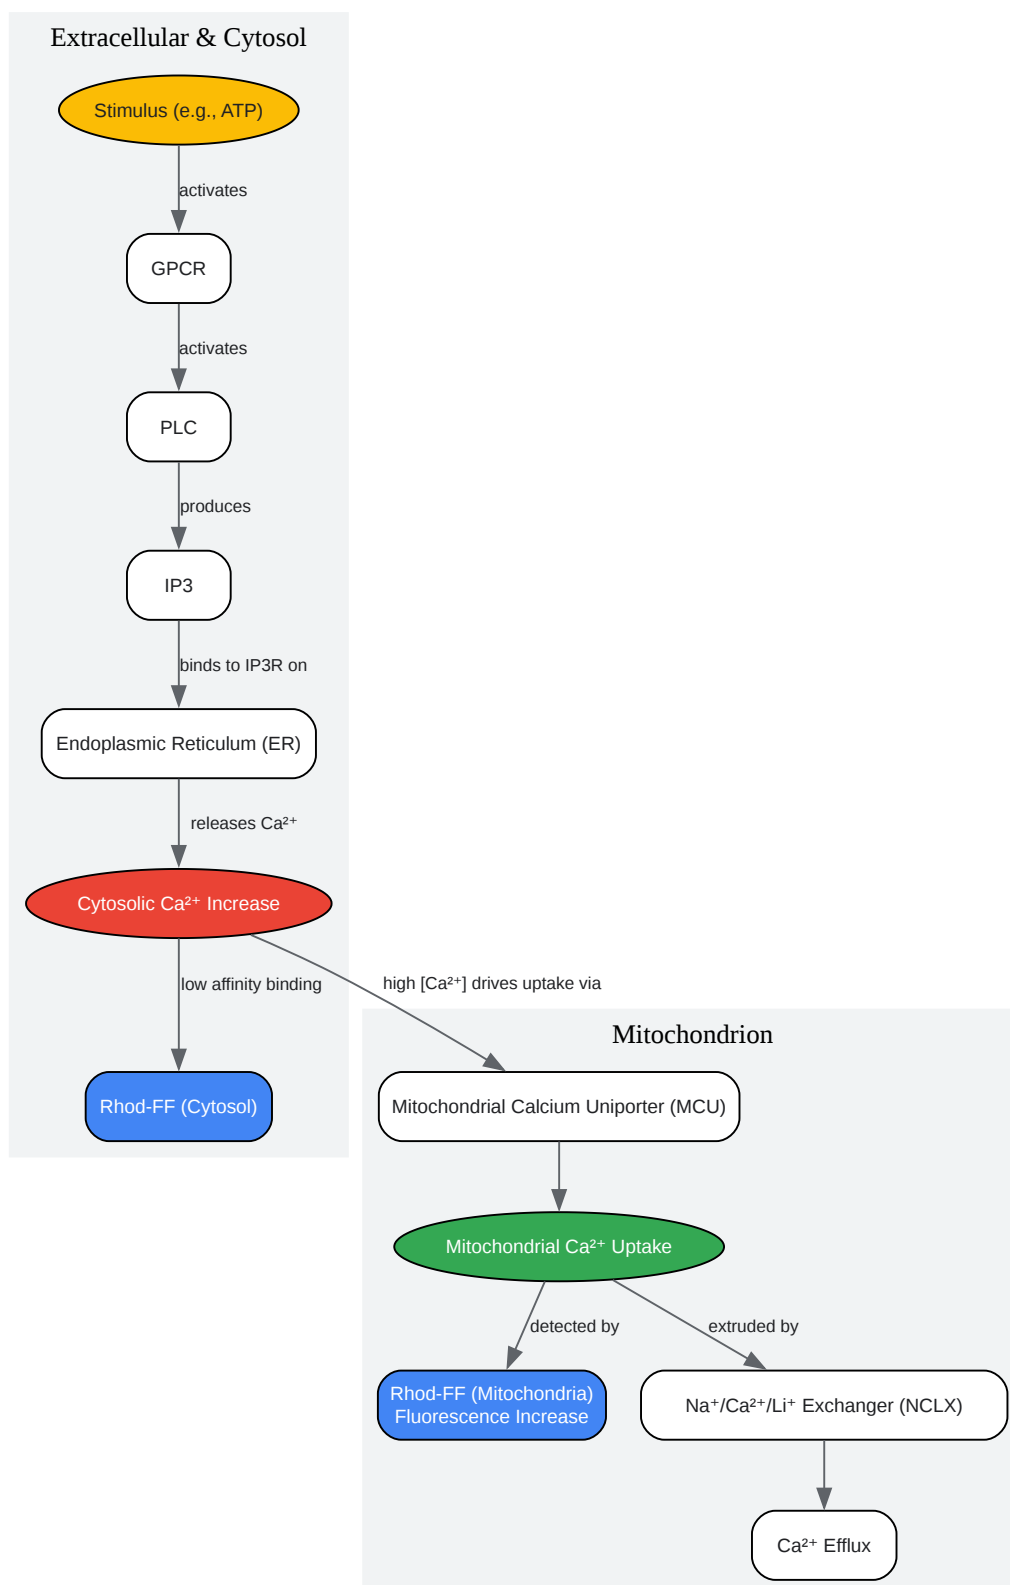 Extracellular & Cytosol
Stimulus (e.g., ATP)
activates
GPCR
activates
PLC
produces
IP3
binds to IP3R on
Endoplasmic Reticulum (ER)
releases Ca²⁺
Cytosolic Ca²⁺ Increase
low affinity binding
high [Ca²⁺] drives uptake via
Rhod-FF (Cytosol)
Mitochondrion
Mitochondrial Calcium Uniporter (MCU)
Mitochondrial Ca²⁺ Uptake
detected by
extruded by
Rhod-FF (Mitochondria)
Fluorescence Increase
Na⁺/Ca²⁺/Li⁺ Exchanger (NCLX)
Ca²⁺ Efflux